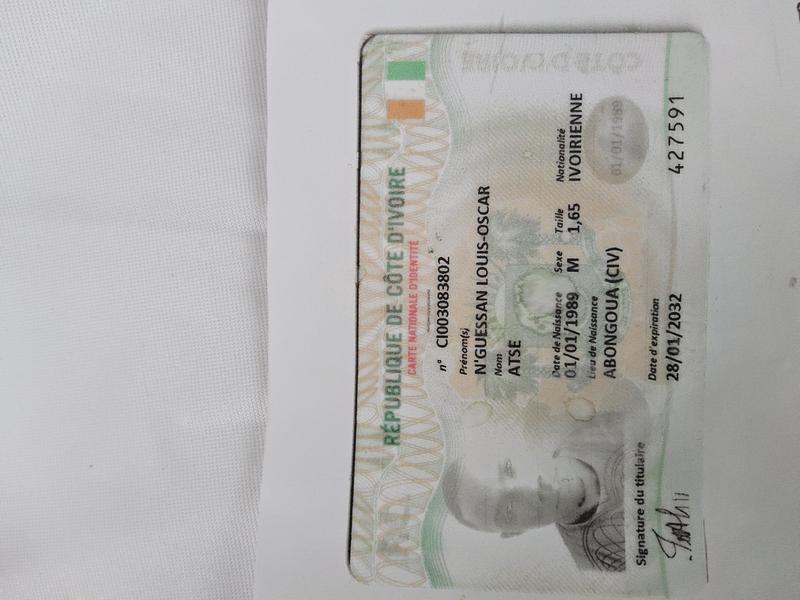 RÉPUBLIQUE DE CÔTE D'IVOIRE
CARTE NATIONALE D'IDENTITÉ
n° CI003083802
Prénom(s)
N'GUESSAN LOUIS-OSCAR
Nom
ATSE
Date de Naissance Sexe Taille Nationalité
01/01/1989 M 1,65 IVOIRIENNE
Lieu de Naissance
ABONGOUA (CIV)
01/01/1989
Date d'expiration
28/01/2032
427591
Signature du titulaire
CÔTE D'IVOIRE